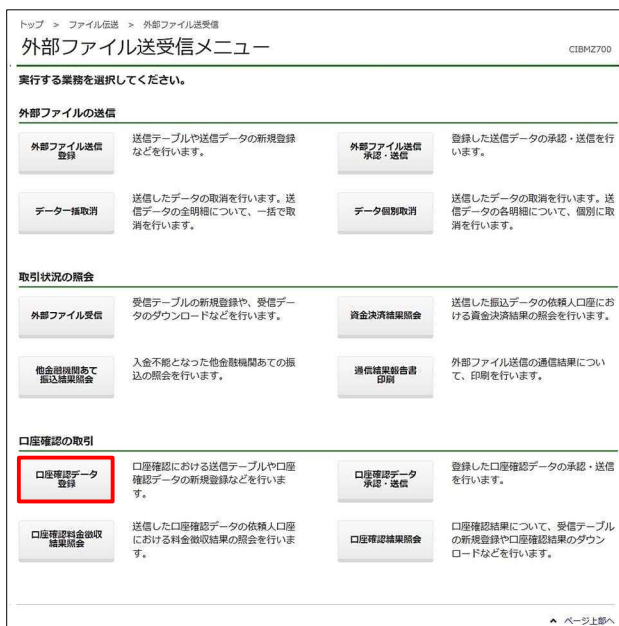 トップ > ファイル伝送 > 外部ファイル送受信
外部ファイル送受信メニュー
CIBMZ700
実行する業務を選択してください。
外部ファイルの送信
外部ファイル送信
登録
送信テーブルや送信データの新規登録
などを行います。
外部ファイル送信
承認・送信
登録した送信データの承認・送信を行
います。
データ一括取消
送信したデータの取消を行います。送
信データの全明細について、一括で取
消を行います。
データ個別取消
送信したデータの取消を行います。送
信データの各明細について、個別に取
消を行います。
取引状況の照会
外部ファイル受信
受信テーブルの新規登録や、受信デー
タのダウンロードなどを行います。
資金決済結果照会
送信した振込データの依頼人口座にお
ける資金決済結果の照会を行います。
他金融機関あて
振込結果照会
入金不能となった他金融機関あての振
込の照会を行います。
通信結果報告書
印刷
外部ファイル送信の通信結果につい
て、印刷を行います。
口座確認の取引
口座確認データ
登録
口座確認における送信テーブルや口座
確認データの新規登録などを行いま
す。
口座確認データ
承認・送信
登録した口座確認データの承認・送信
を行います。
口座確認料金徴収
結果照会
送信した口座確認データの依頼人口座
における料金徴収結果の照会を行いま
す。
口座確認結果照会
口座確認結果について、受信テーブル
の新規登録や口座確認結果のダウン
ロードなどを行います。
ページ上部へ